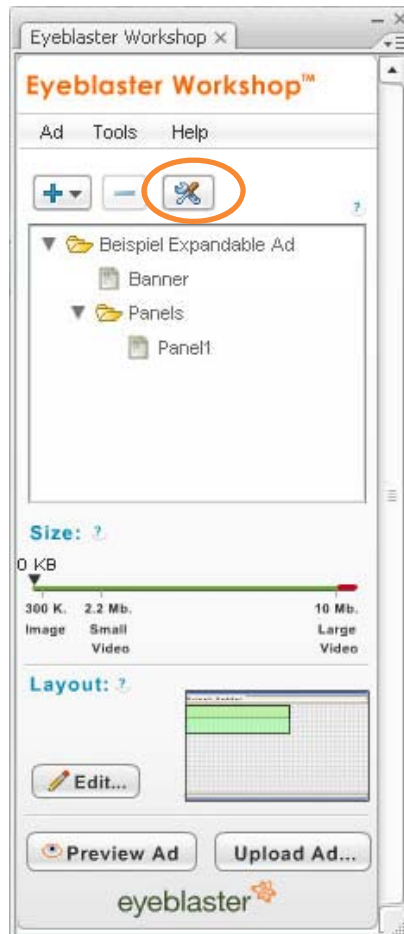 Eyeblaster Workshop
Eyeblaster Workshop™
Ad Tools Help
?
Beispiel Expandable Ad
Banner
Panels
Panel1
Size: ?
0 KB
300 K. 2.2 Mb. 10 Mb.
Image Small Large
Video Video
Layout: ?
Edit...
Preview Ad Upload Ad...
eyeblaster